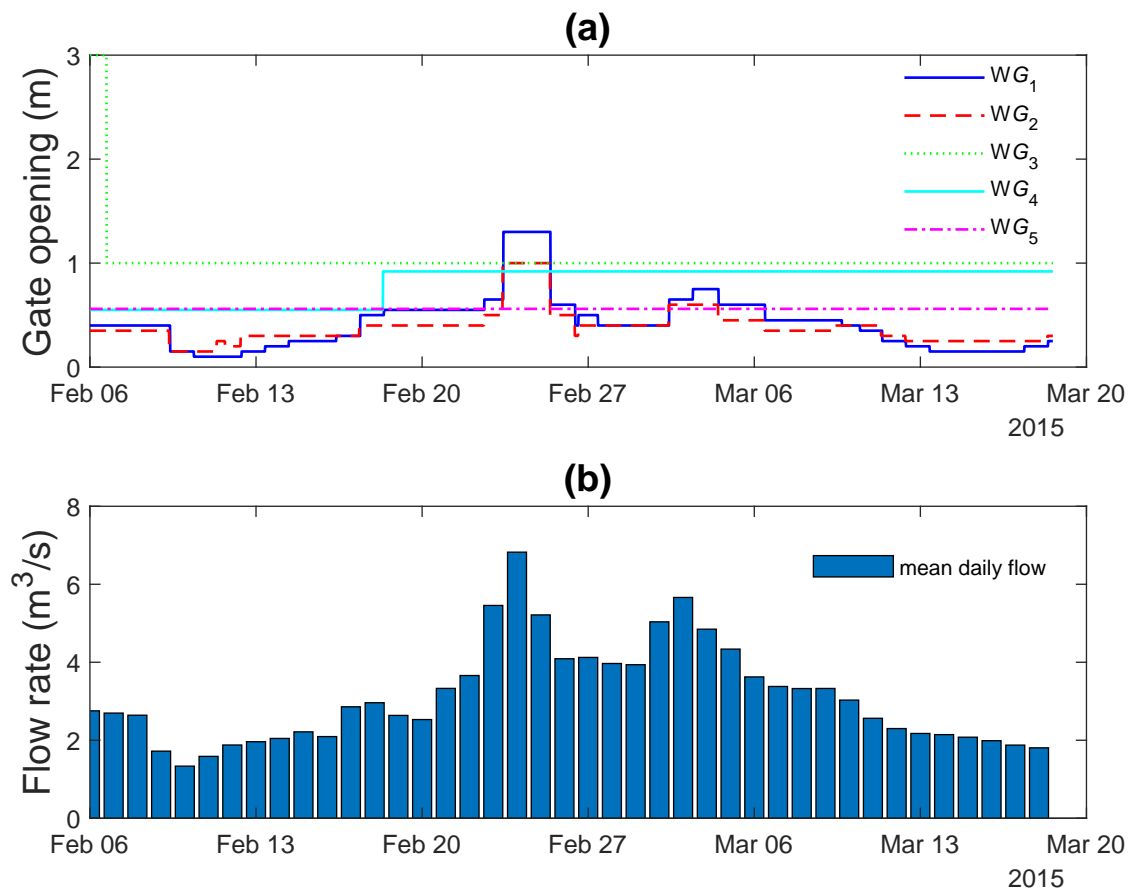 (a)
Gate opening (m)
3
2
1
0
WG1
WG2
WG3
WG4
WG5
Feb 06 Feb 13 Feb 20 Feb 27 Mar 06 Mar 13 Mar 20
2015
(b)
Flow rate (m³/s)
8
6
4
2
0
mean daily flow
Feb 06 Feb 13 Feb 20 Feb 27 Mar 06 Mar 13 Mar 20
2015